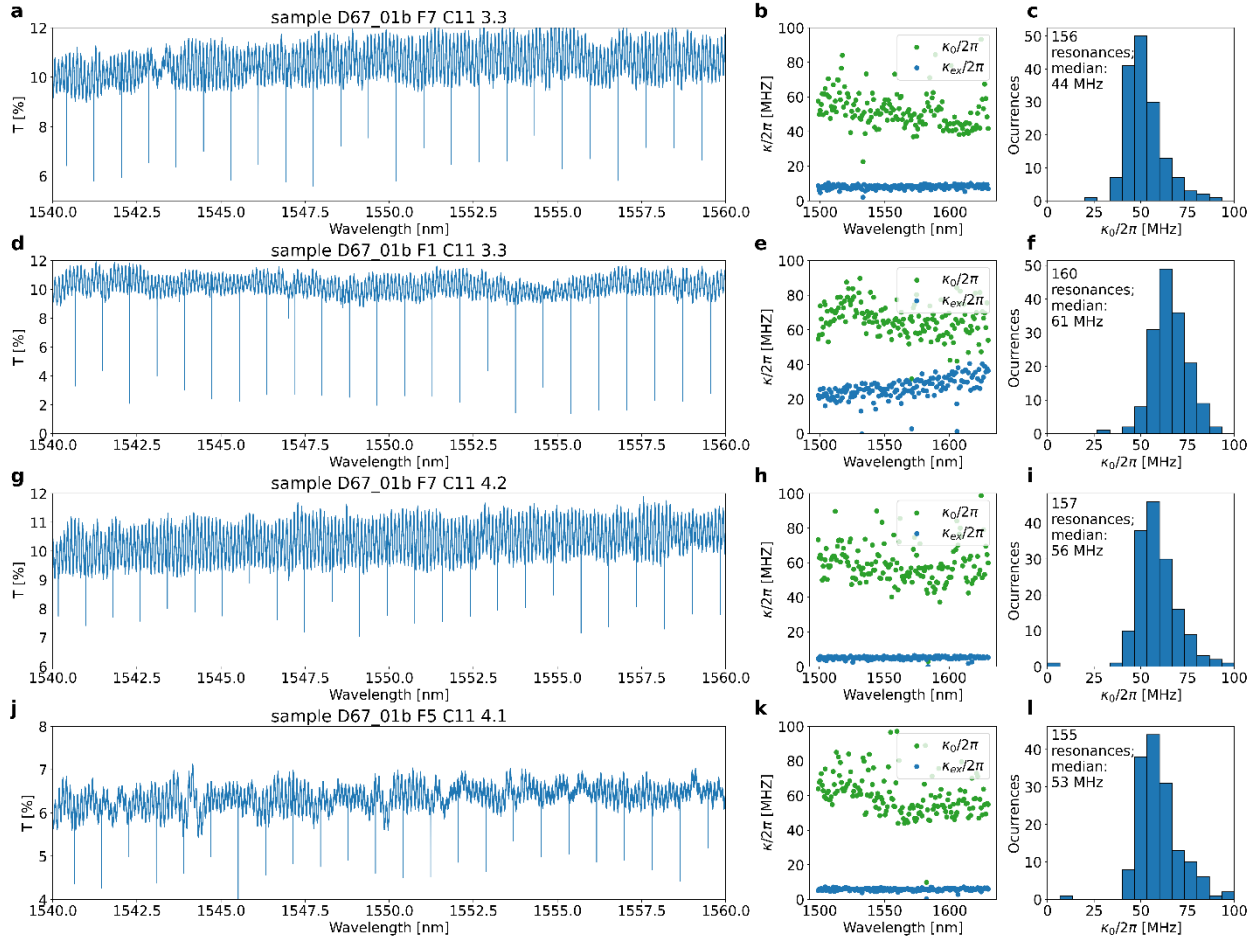 a
sample D67_01b F7 C11 3.3
12
10
8
6
T [%]
1540.0 1542.5 1545.0 1547.5 1550.0 1552.5 1555.0 1557.5 1560.0
Wavelength [nm]
b
100
80
60
40
20
0
κ/2π [MHZ]
κ₀/2π
κₑₓ/2π
1500 1550 1600
Wavelength [nm]
c
50
40
30
20
10
0
Ocurrences
156
resonances;
median:
44 MHz
0 25 50 75 100
κ₀/2π [MHz]
d
sample D67_01b F1 C11 3.3
12
10
8
6
4
2
0
T [%]
1540.0 1542.5 1545.0 1547.5 1550.0 1552.5 1555.0 1557.5 1560.0
Wavelength [nm]
e
100
80
60
40
20
0
κ/2π [MHZ]
κ₀/2π
κₑₓ/2π
1500 1550 1600
Wavelength [nm]
f
50
40
30
20
10
0
Ocurrences
160
resonances;
median:
61 MHz
0 25 50 75 100
κ₀/2π [MHz]
g
sample D67_01b F7 C11 4.2
12
11
10
9
8
7
6
T [%]
1540.0 1542.5 1545.0 1547.5 1550.0 1552.5 1555.0 1557.5 1560.0
Wavelength [nm]
h
100
80
60
40
20
0
κ/2π [MHZ]
κ₀/2π
κₑₓ/2π
1500 1550 1600
Wavelength [nm]
i
40
30
20
10
0
Ocurrences
157
resonances;
median:
56 MHz
0 25 50 75 100
κ₀/2π [MHz]
j
sample D67_01b F5 C11 4.1
8
7
6
5
4
T [%]
1540.0 1542.5 1545.0 1547.5 1550.0 1552.5 1555.0 1557.5 1560.0
Wavelength [nm]
k
100
80
60
40
20
0
κ/2π [MHZ]
κ₀/2π
κₑₓ/2π
1500 1550 1600
Wavelength [nm]
l
40
30
20
10
0
Ocurrences
155
resonances;
median:
53 MHz
0 25 50 75 100
κ₀/2π [MHz]